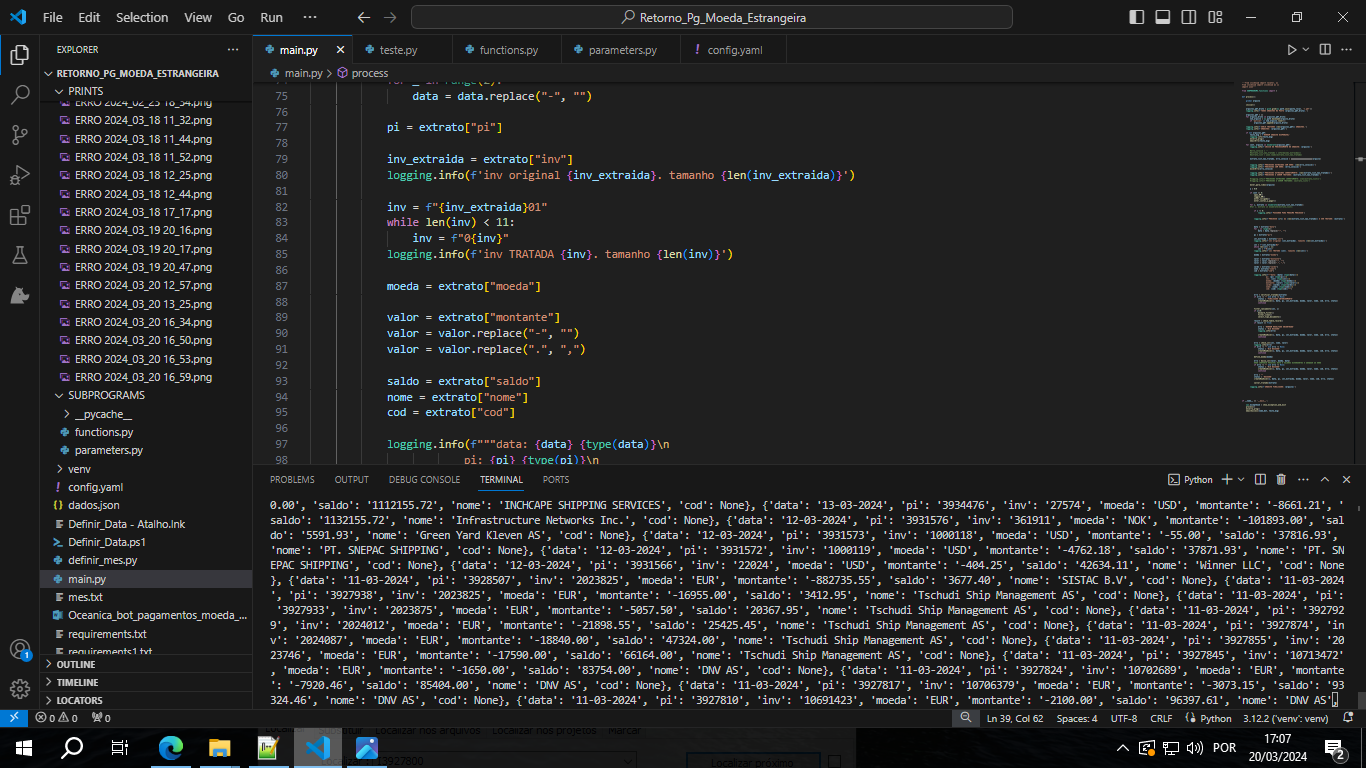 File Edit Selection View Go Run ··· Retorno_Pg_Moeda_Estrangeira
EXPLORER ···
RETORNO_PG_MOEDA_ESTRANGEIRA
PRINTS
ERRO 2024_02_23 18_34.png
ERRO 2024_03_18 11_32.png
ERRO 2024_03_18 11_44.png
ERRO 2024_03_18 11_52.png
ERRO 2024_03_18 12_25.png
ERRO 2024_03_18 12_44.png
ERRO 2024_03_18 17_17.png
ERRO 2024_03_19 20_16.png
ERRO 2024_03_19 20_17.png
ERRO 2024_03_19 20_47.png
ERRO 2024_03_20 12_57.png
ERRO 2024_03_20 13_25.png
ERRO 2024_03_20 16_34.png
ERRO 2024_03_20 16_50.png
ERRO 2024_03_20 16_53.png
ERRO 2024_03_20 16_59.png
SUBPROGRAMS
__pycache__
functions.py
parameters.py
venv
config.yaml
dados.json
Definir_Data - Atalho.lnk
Definir_Data.ps1
definir_mes.py
main.py
mes.txt
Oceanica_bot_pagamentos_moeda_...
requirements.txt
requirements1.txt
OUTLINE
TIMELINE
LOCATORS
main.py teste.py functions.py parameters.py config.yaml
main.py > process
74 for _ in range(2):
75 data = data.replace("-", "")
76
77 pi = extrato["pi"]
78
79 inv_extraida = extrato["inv"]
80 logging.info(f'inv original {inv_extraida}. tamanho {len(inv_extraida)}')
81
82 inv = f"{inv_extraida}01"
83 while len(inv) < 11:
84 inv = f"0{inv}"
85 logging.info(f'inv TRATADA {inv}. tamanho {len(inv)}')
86
87 moeda = extrato["moeda"]
88
89 valor = extrato["montante"]
90 valor = valor.replace("-", "")
91 valor = valor.replace(".", ",")
92
93 saldo = extrato["saldo"]
94 nome = extrato["nome"]
95 cod = extrato["cod"]
96
97 logging.info(f"""data: {data} {type(data)}\n
98 pi: {pi} {type(pi)}\n
PROBLEMS OUTPUT DEBUG CONSOLE TERMINAL PORTS Python
0.00', 'saldo': '1112155.72', 'nome': 'INCHCAPE SHIPPING SERVICES', 'cod': None}, {'data': '13-03-2024', 'pi': '3934476', 'inv': '27574', 'moeda': 'USD', 'montante': '-8661.21', '
saldo': '1132155.72', 'nome': 'Infrastructure Networks Inc.', 'cod': None}, {'data': '12-03-2024', 'pi': '3931576', 'inv': '361911', 'moeda': 'NOK', 'montante': '-101893.00', 'sal
do': '5591.93', 'nome': 'Green Yard Kleven AS', 'cod': None}, {'data': '12-03-2024', 'pi': '3931573', 'inv': '1000118', 'moeda': 'USD', 'montante': '-55.00', 'saldo': '37816.93',
'nome': 'PT. SNEPAC SHIPPING', 'cod': None}, {'data': '12-03-2024', 'pi': '3931572', 'inv': '1000119', 'moeda': 'USD', 'montante': '-4762.18', 'saldo': '37871.93', 'nome': 'PT. SN
EPAC SHIPPING', 'cod': None}, {'data': '12-03-2024', 'pi': '3931566', 'inv': '22024', 'moeda': 'USD', 'montante': '-404.25', 'saldo': '42634.11', 'nome': 'Winner LLC', 'cod': None
}, {'data': '11-03-2024', 'pi': '3928507', 'inv': '2023825', 'moeda': 'EUR', 'montante': '-882735.55', 'saldo': '3677.40', 'nome': 'SISTAC B.V', 'cod': None}, {'data': '11-03-2024
', 'pi': '3927938', 'inv': '2023825', 'moeda': 'EUR', 'montante': '-16955.00', 'saldo': '3412.95', 'nome': 'Tschudi Ship Management AS', 'cod': None}, {'data': '11-03-2024', 'pi':
'3927933', 'inv': '2023875', 'moeda': 'EUR', 'montante': '-5057.50', 'saldo': '20367.95', 'nome': 'Tschudi Ship Management AS', 'cod': None}, {'data': '11-03-2024', 'pi': '392792
9', 'inv': '2024012', 'moeda': 'EUR', 'montante': '-21898.55', 'saldo': '25425.45', 'nome': 'Tschudi Ship Management AS', 'cod': None}, {'data': '11-03-2024', 'pi': '3927874', 'in
v': '2024087', 'moeda': 'EUR', 'montante': '-18840.00', 'saldo': '47324.00', 'nome': 'Tschudi Ship Management AS', 'cod': None}, {'data': '11-03-2024', 'pi': '3927855', 'inv': '20
23746', 'moeda': 'EUR', 'montante': '-17590.00', 'saldo': '66164.00', 'nome': 'Tschudi Ship Management AS', 'cod': None}, {'data': '11-03-2024', 'pi': '3927845', 'inv': '10713472'
, 'moeda': 'EUR', 'montante': '-1650.00', 'saldo': '83754.00', 'nome': 'DNV AS', 'cod': None}, {'data': '11-03-2024', 'pi': '3927824', 'inv': '10702689', 'moeda': 'EUR', 'montante
': '-7920.46', 'saldo': '85404.00', 'nome': 'DNV AS', 'cod': None}, {'data': '11-03-2024', 'pi': '3927817', 'inv': '10706379', 'moeda': 'EUR', 'montante': '-3073.15', 'saldo': '93
324.46', 'nome': 'DNV AS', 'cod': None}, {'data': '11-03-2024', 'pi': '3927810', 'inv': '10691423', 'moeda': 'EUR', 'montante': '-2100.00', 'saldo': '96397.61', 'nome': 'DNV AS',
0 0 0 Ln 39, Col 62 Spaces: 4 UTF-8 CRLF Python 3.12.2 ('venv': venv)
Localizar nos arquivos Localizar nos projetos Marcar
3927800 Localizar próximo
POR 17:07
20/03/2024 2